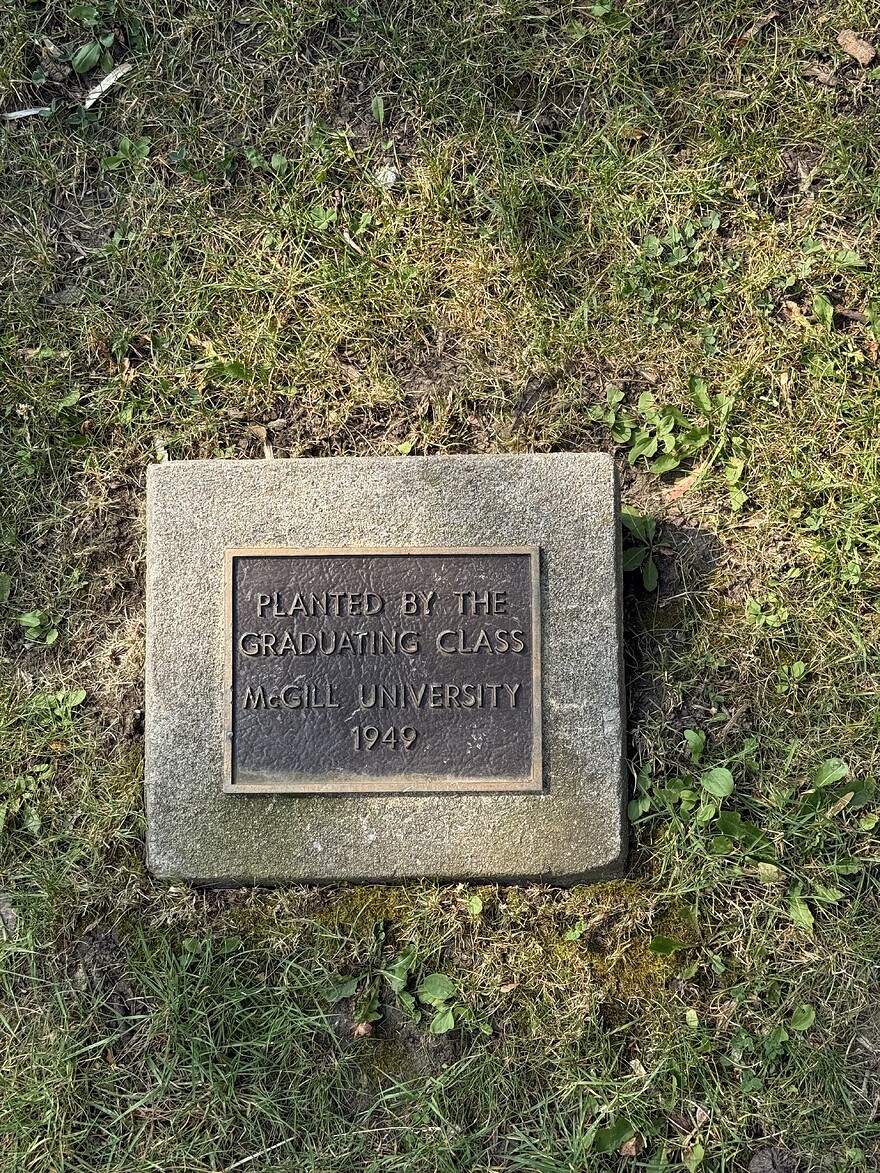 PLANTED BY THE
GRADUATING CLASS
McGILL UNIVERSITY
1949